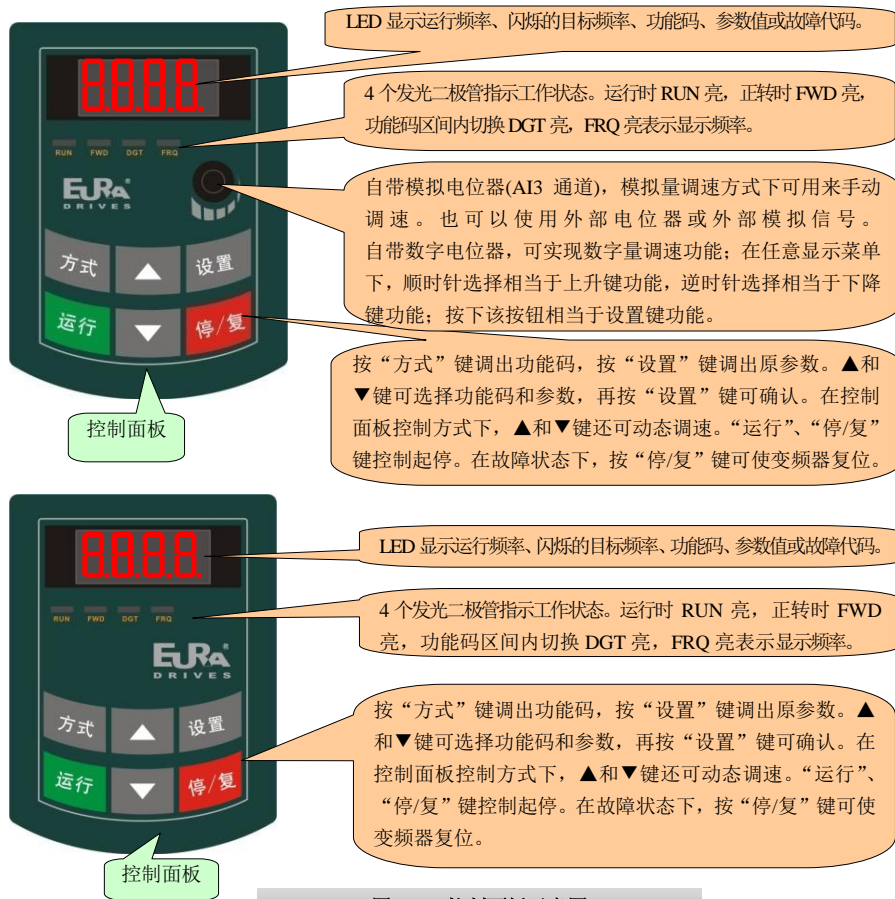 LED 显示运行频率、闪烁的目标频率、功能码、参数值或故障代码。
8.8.8.8.
4 个发光二极管指示工作状态。运行时 RUN 亮，正转时 FWD 亮，
功能码区间内切换 DGT 亮，FRQ 亮表示显示频率。
RUN FWD DGT FRQ
EURA®
DRIVES
自带模拟电位器(AI3 通道)，模拟量调速方式下可用来手动
调速。也可以使用外部电位器或外部模拟信号。
自带数字电位器，可实现数字量调速功能；在任意显示菜单
下，顺时针选择相当于上升键功能，逆时针选择相当于下降
键功能；按下该按钮相当于设置键功能。
方式 ▲ 设置
运行 ▼ 停/复
按“方式”键调出功能码，按“设置”键调出原参数。▲和
▼键可选择功能码和参数，再按“设置”键可确认。在控制
面板控制方式下，▲和▼键还可动态调速。“运行”、“停/复”
键控制起停。在故障状态下，按“停/复”键可使变频器复位。
控制面板
LED 显示运行频率、闪烁的目标频率、功能码、参数值或故障代码。
8.8.8.8.
4 个发光二极管指示工作状态。运行时 RUN 亮，正转时 FWD
亮，功能码区间内切换 DGT 亮，FRQ 亮表示显示频率。
RUN FWD DGT FRQ
EURA®
DRIVES
方式 ▲ 设置
运行 ▼ 停/复
按“方式”键调出功能码，按“设置”键调出原参数。▲
和▼键可选择功能码和参数，再按“设置”键可确认。在
控制面板控制方式下，▲和▼键还可动态调速。“运行”、
“停/复”键控制起停。在故障状态下，按“停/复”键可使
变频器复位。
控制面板